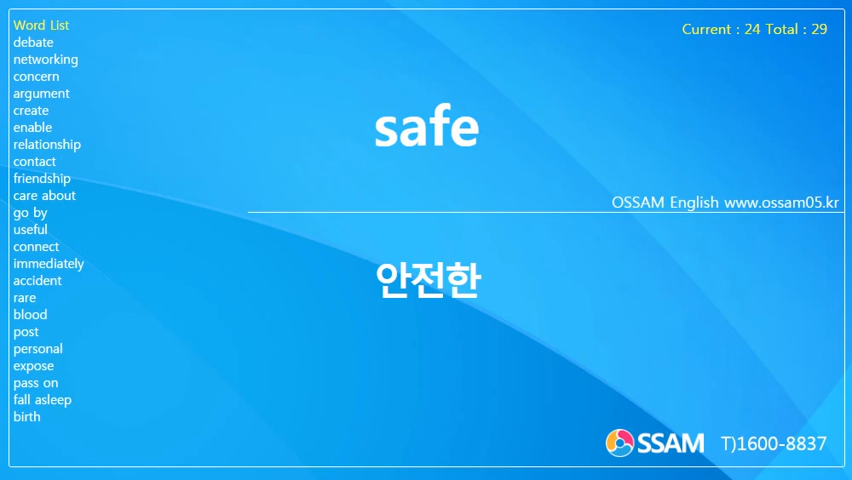 Word List
debate
networking
concern
argument
create
enable
relationship
contact
friendship
care about
go by
useful
connect
immediately
accident
rare
blood
post
personal
expose
pass on
fall asleep
birth
Current : 24 Total : 29
safe
OSSAM English www.ossam05.kr
안전한
OSSAM T)1600-8837